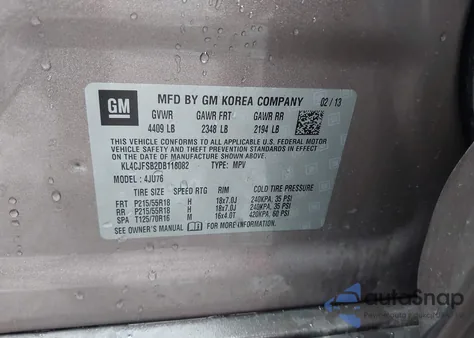 GM
MFD BY GM KOREA COMPANY 02/13
GVWR GAWR FRT GAWR RR
4409 LB 2348 LB 2194 LB
THIS VEHICLE CONFORMS TO ALL APPLICABLE U.S. FEDERAL
MOTOR VEHICLE SAFETY, BUMPER, AND THEFT PREVENTION
STANDARDS IN EFFECT ON THE DATE OF MANUFACTURE SHOWN ABOVE.
KL4CJFSB2DB118082 TYPE: MPV
MODEL: 4JU76
TIRE SIZE SPEED RTG RIM COLD TIRE PRESSURE
FRT P215/55R18 H 18x7.0J 240KPA, 35 PSI
RR P215/55R18 H 18x7.0J 240KPA, 35 PSI
SPA T125/70R16 M 16x4.0T 420KPA, 60 PSI
SEE OWNER'S MANUAL FOR MORE INFORMATION.
autoSnap